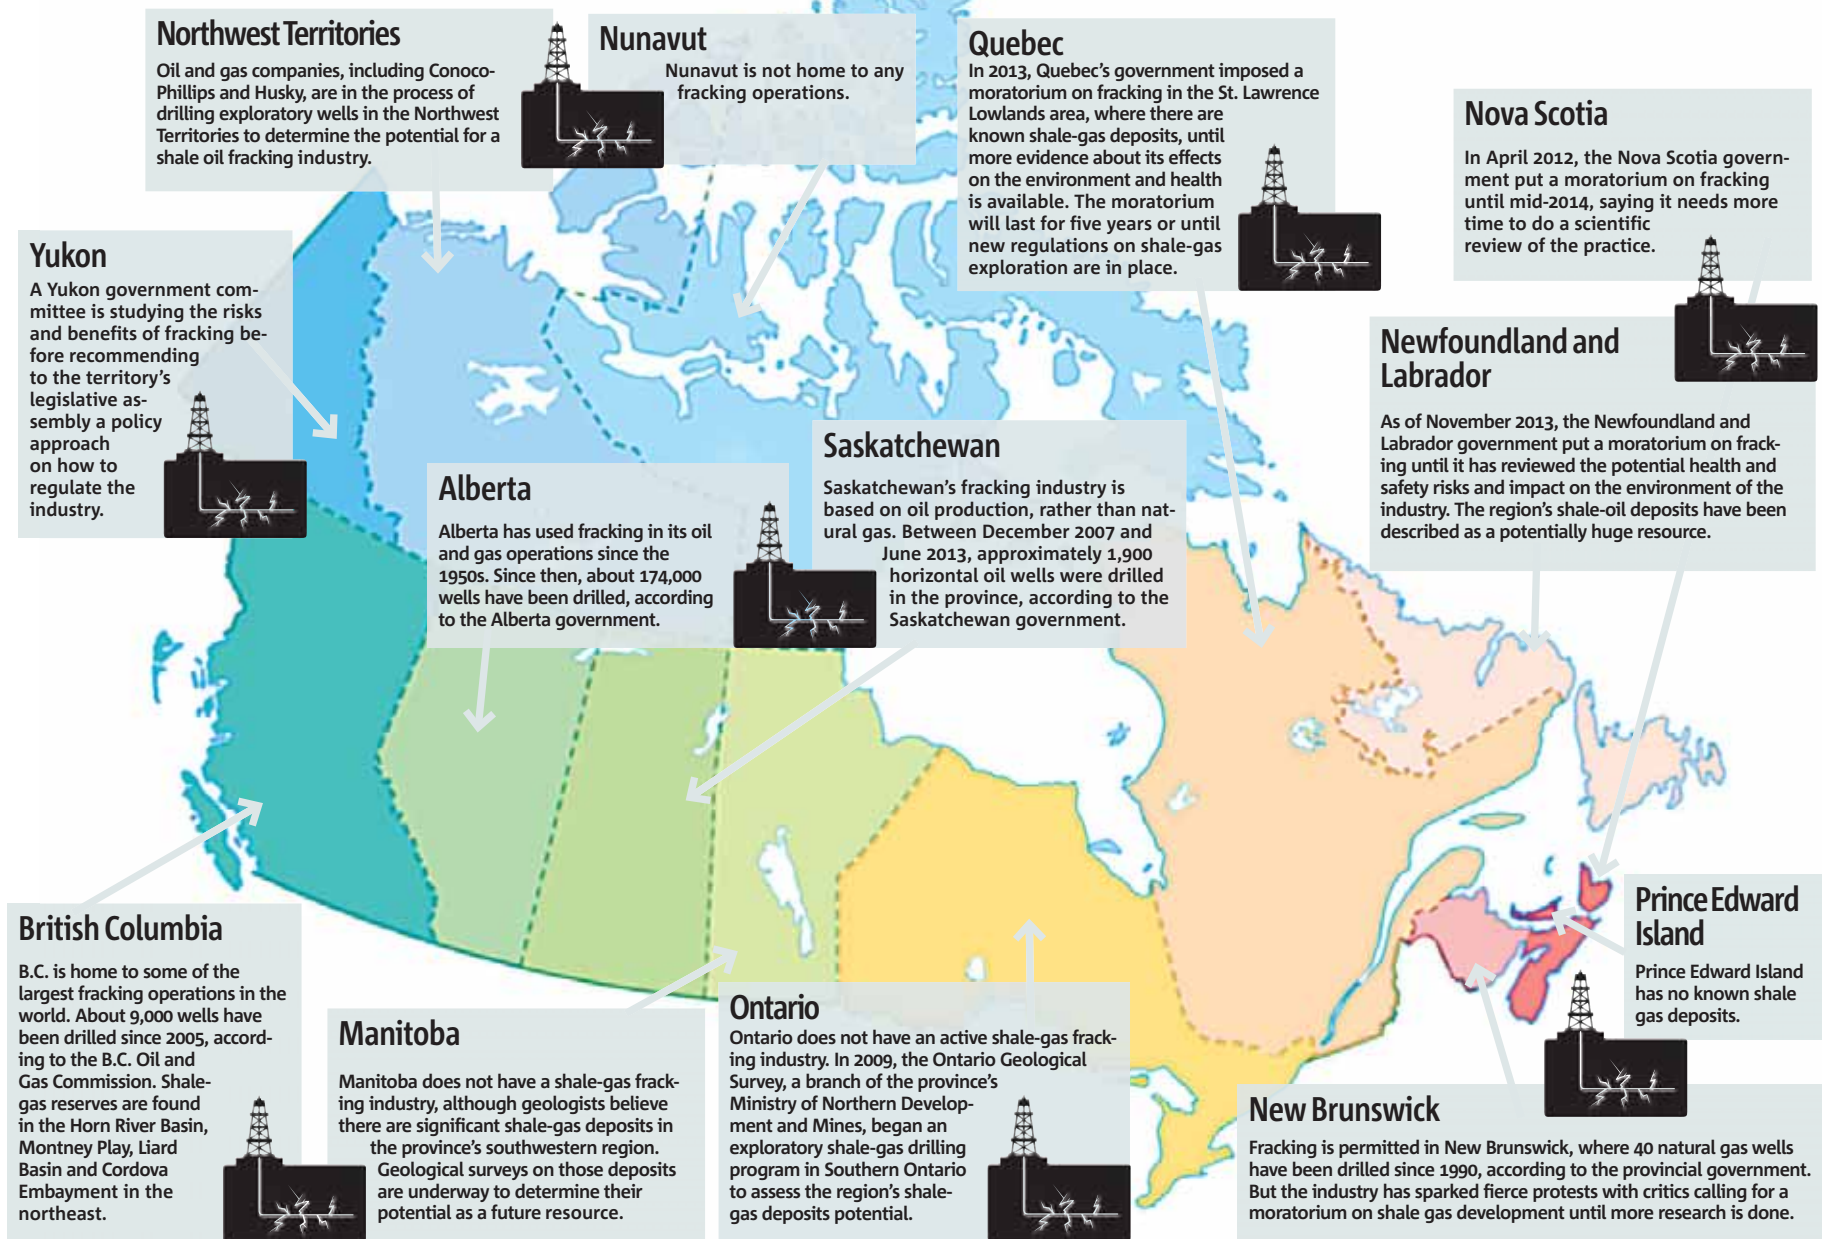 Northwest Territories
Oil and gas companies, including Conoco-
Phillips and Husky, are in the process of
drilling exploratory wells in the Northwest
Territories to determine the potential for a
shale oil fracking industry.
Nunavut
Nunavut is not home to any
fracking operations.
Quebec
In 2013, Quebec's government imposed a
moratorium on fracking in the St. Lawrence
Lowlands area, where there are
known shale-gas deposits, until
more evidence about its effects
on the environment and health
is available. The moratorium
will last for five years or until
new regulations on shale-gas
exploration are in place.
Nova Scotia
In April 2012, the Nova Scotia govern-
ment put a moratorium on fracking
until mid-2014, saying it needs more
time to do a scientific
review of the practice.
Yukon
A Yukon government com-
mittee is studying the risks
and benefits of fracking be-
fore recommending
to the territory's
legislative as-
sembly a policy
approach
on how to
regulate the
industry.
Newfoundland and
Labrador
As of November 2013, the Newfoundland and
Labrador government put a moratorium on frack-
ing until it has reviewed the potential health and
safety risks and impact on the environment of the
industry. The region's shale-oil deposits have been
described as a potentially huge resource.
Alberta
Alberta has used fracking in its oil
and gas operations since the
1950s. Since then, about 174,000
wells have been drilled, according
to the Alberta government.
Saskatchewan
Saskatchewan's fracking industry is
based on oil production, rather than nat-
ural gas. Between December 2007 and
June 2013, approximately 1,900
horizontal oil wells were drilled
in the province, according to the
Saskatchewan government.
British Columbia
B.C. is home to some of the
largest fracking operations in the
world. About 9,000 wells have
been drilled since 2005, accord-
ing to the B.C. Oil and
Gas Commission. Shale-
gas reserves are found
in the Horn River Basin,
Montney Play, Liard
Basin and Cordova
Embayment in the
northeast.
Manitoba
Manitoba does not have a shale-gas frack-
ing industry, although geologists believe
there are significant shale-gas deposits in
the province's southwestern region.
Geological surveys on those deposits
are underway to determine their
potential as a future resource.
Ontario
Ontario does not have an active shale-gas frack-
ing industry. In 2009, the Ontario Geological
Survey, a branch of the province's
Ministry of Northern Develop-
ment and Mines, began an
exploratory shale-gas drilling
program in Southern Ontario
to assess the region's shale-
gas deposits potential.
Prince Edward
Island
Prince Edward Island
has no known shale
gas deposits.
New Brunswick
Fracking is permitted in New Brunswick, where 40 natural gas wells
have been drilled since 1990, according to the provincial government.
But the industry has sparked fierce protests with critics calling for a
moratorium on shale gas development until more research is done.